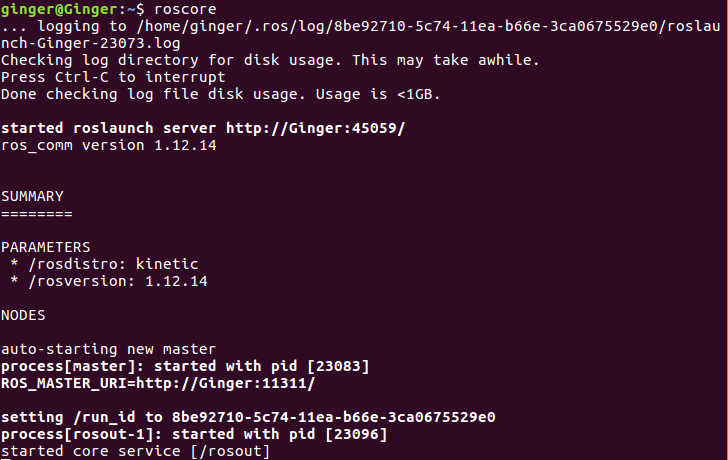 ginger@Ginger:~$ roscore
... logging to /home/ginger/.ros/log/8be92710-5c74-11ea-b66e-3ca0675529e0/roslau
nch-Ginger-23073.log
Checking log directory for disk usage. This may take awhile.
Press Ctrl-C to interrupt
Done checking log file disk usage. Usage is <1GB.
started roslaunch server http://Ginger:45059/
ros_comm version 1.12.14
SUMMARY
========
PARAMETERS
 * /rosdistro: kinetic
 * /rosversion: 1.12.14
NODES
auto-starting new master
process[master]: started with pid [23083]
ROS_MASTER_URI=http://Ginger:11311/
setting /run_id to 8be92710-5c74-11ea-b66e-3ca0675529e0
process[rosout-1]: started with pid [23096]
started core service [/rosout]